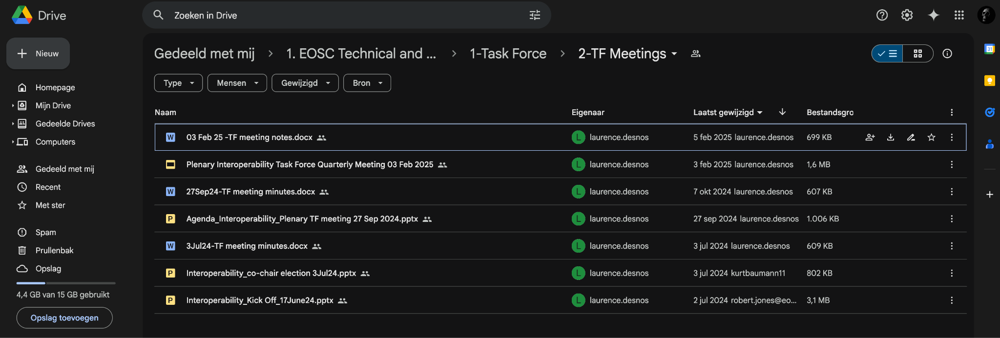 Drive
Zoeken in Drive
Nieuw
Gedeeld met mij
1. EOSC Technical and ...
1-Task Force
2-TF Meetings
31
Type
Mensen
Gewijzigd
Bron
Homepage
Mijn Drive
Gedeelde Drives
Computers
Gedeeld met mij
Recent
Met ster
Spam
Prullenbak
Opslag
4,4 GB van 15 GB gebruikt
Opslag toevoegen
Naam Eigenaar Laatst gewijzigd Bestandsgro
W 03 Feb 25 -TF meeting notes.docx L laurence.desnos 5 feb 2025 laurence.desnos 699 KB
Plenary Interoperability Task Force Quarterly Meeting 03 Feb 2025 L laurence.desnos 3 feb 2025 laurence.desnos 1,6 MB
W 27Sep24-TF meeting minutes.docx L laurence.desnos 7 okt 2024 laurence.desnos 607 KB
P Agenda_Interoperability_Plenary TF meeting 27 Sep 2024.pptx L laurence.desnos 27 sep 2024 laurence.desnos 1.006 KB
W 3Jul24-TF meeting minutes.docx L laurence.desnos 3 jul 2024 laurence.desnos 609 KB
P Interoperability_co-chair election 3Jul24.pptx L laurence.desnos 3 jul 2024 kurtbaumann11 802 KB
P Interoperability_Kick Off_17June24.pptx L laurence.desnos 2 jul 2024 robert.jones@eo... 3,1 MB